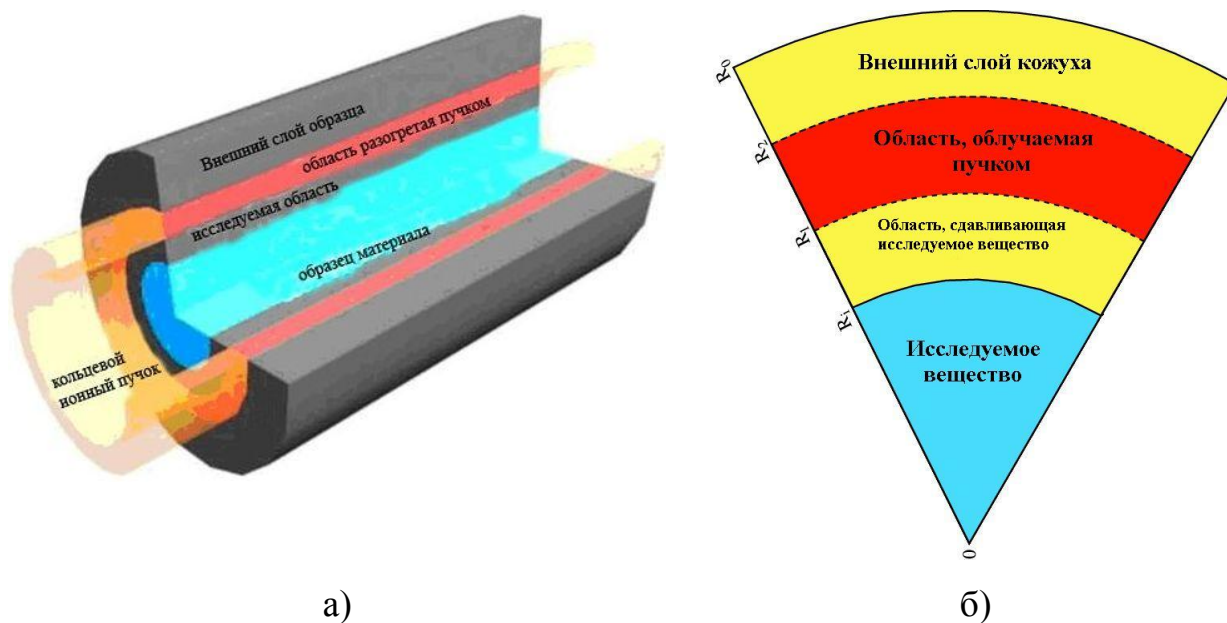 Внешний слой образца
область разогретая пучком
исследуемая область
образец материала
кольцевой
ионный пучок
а)
R₀
Внешний слой кожуха
R₂
Область, облучаемая
пучком
R₁
Область, сдавливающая
исследуемое вещество
Rᵢ
Исследуемое
вещество
0
б)